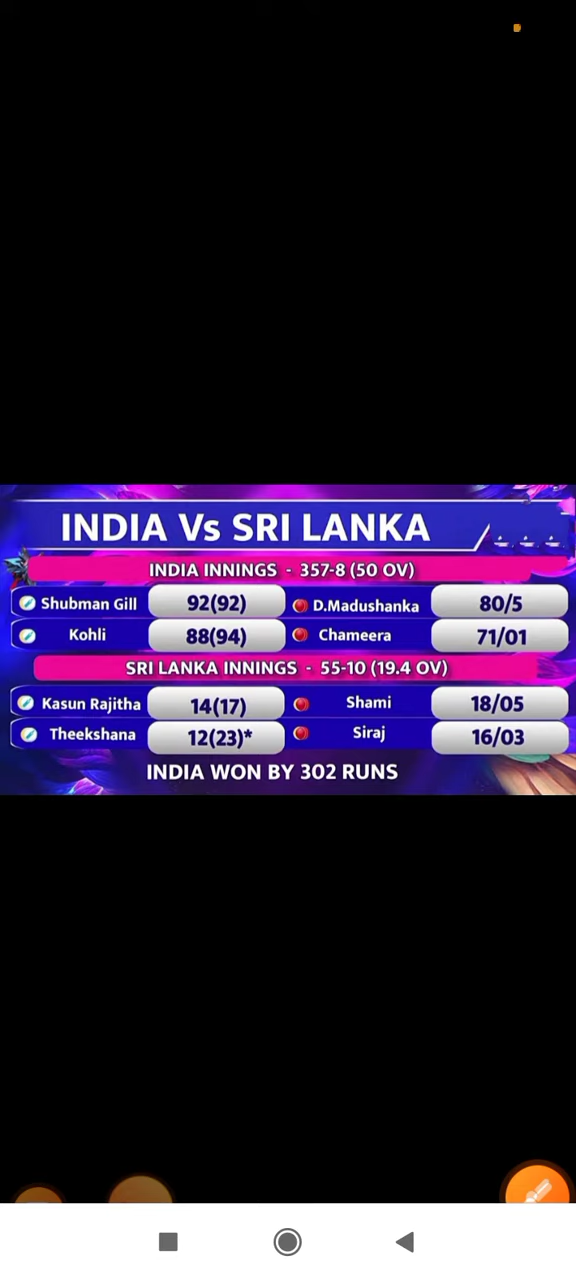 INDIA Vs SRI LANKA
INDIA INNINGS - 357-8 (50 OV)
Shubman Gill 92(92) D.Madushanka 80/5
Kohli 88(94) Chameera 71/01
SRI LANKA INNINGS - 55-10 (19.4 OV)
Kasun Rajitha 14(17) Shami 18/05
Theekshana 12(23)* Siraj 16/03
INDIA WON BY 302 RUNS